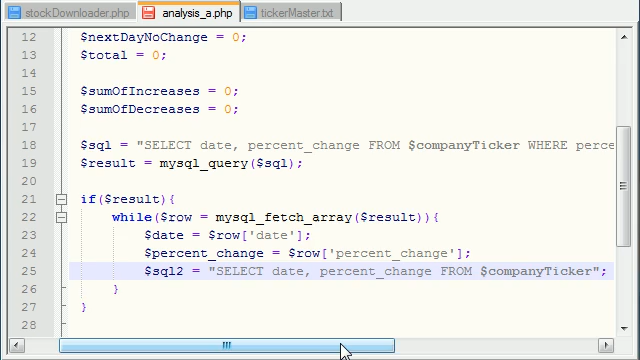 stockDownloader.php analysis_a.php tickerMaster.txt
12 $nextDayNoChange = 0;
13 $total = 0;
14
15 $sumOfIncreases = 0;
16 $sumOfDecreases = 0;
17
18 $sql = "SELECT date, percent_change FROM $companyTicker WHERE perce
19 $result = mysql_query($sql);
20
21 if($result){
22 while($row = mysql_fetch_array($result)){
23 $date = $row['date'];
24 $percent_change = $row['percent_change'];
25 $sql2 = "SELECT date, percent_change FROM $companyTicker";
26 }
27 }
28